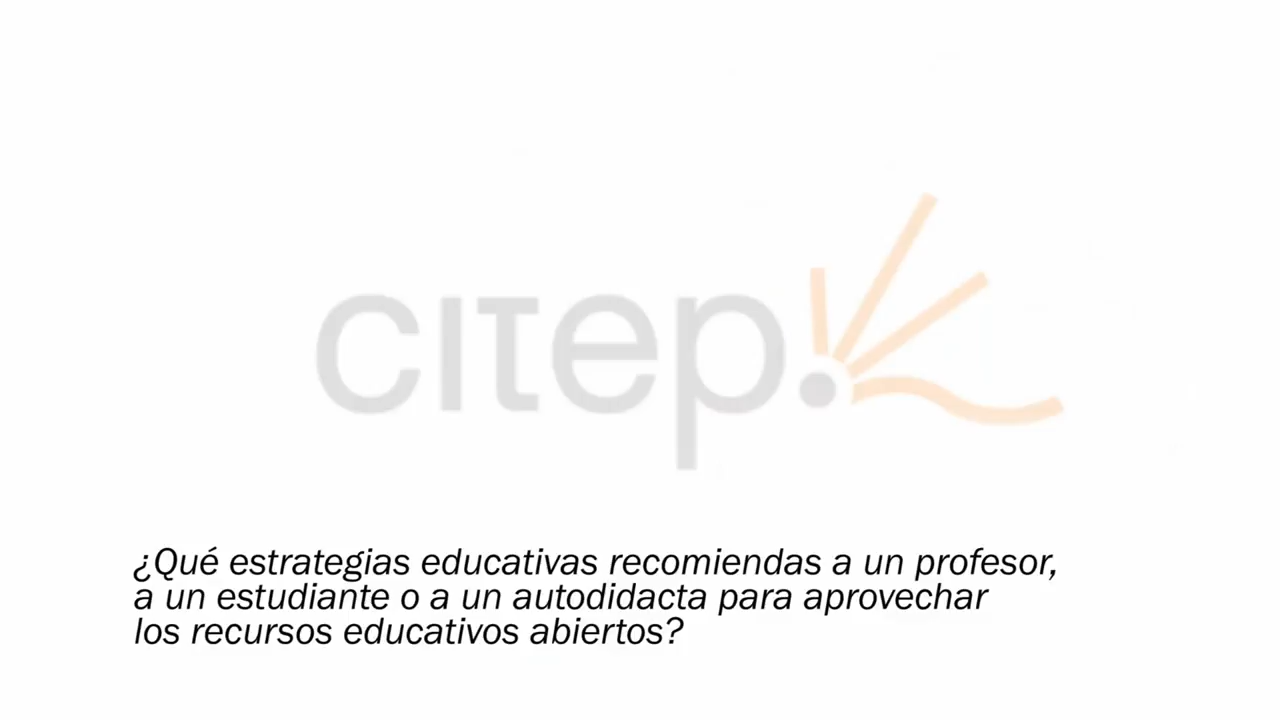 citep.
¿Qué estrategias educativas recomiendas a un profesor,
a un estudiante o a un autodidacta para aprovechar
los recursos educativos abiertos?